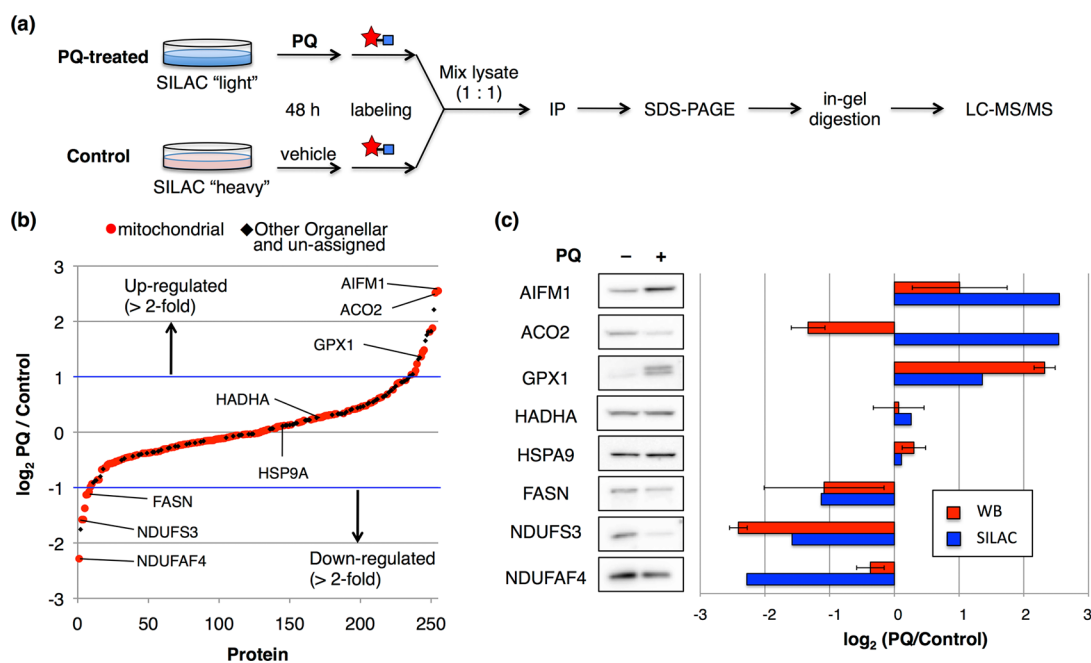 (a)
PQ-treated
SILAC “light”
PQ
48 h
labeling
Control
SILAC “heavy”
vehicle
Mix lysate
(1 : 1)
IP
SDS-PAGE
in-gel
digestion
LC-MS/MS
(b)
mitochondrial
Other Organellar
and un-assigned
3
2
1
0
-1
-2
-3
log2 PQ / Control
Up-regulated
(> 2-fold)
AIFM1
ACO2
GPX1
HADHA
HSP9A
FASN
NDUFS3
NDUFAF4
Down-regulated
(> 2-fold)
0
50
100
150
200
250
Protein
(c)
PQ
– +
AIFM1
ACO2
GPX1
HADHA
HSPA9
FASN
NDUFS3
NDUFAF4
WB
SILAC
-3 -2 -1 0 1 2 3
log2 (PQ/Control)